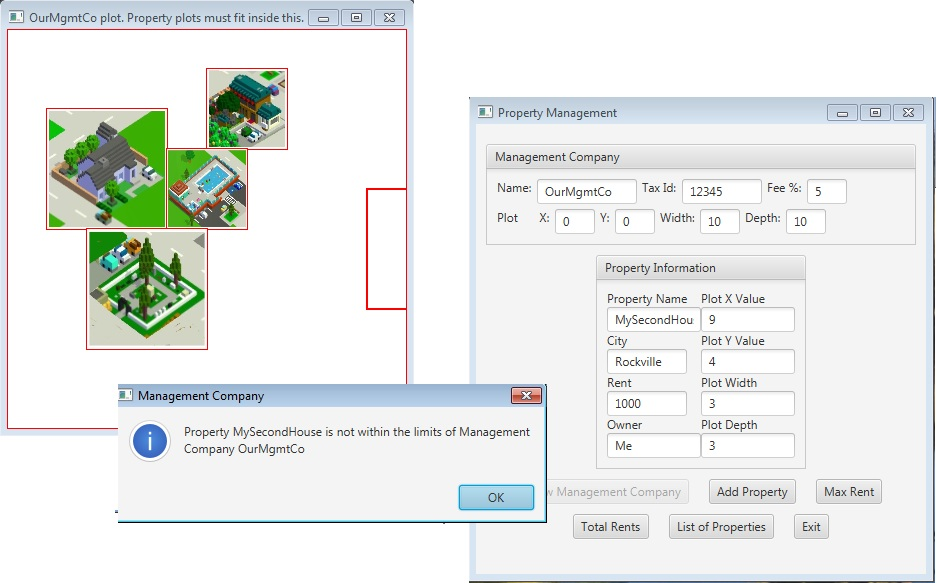 OurMgmtCo plot. Property plots must fit inside this.
Property Management
Management Company
Name: OurMgmtCo Tax Id: 12345 Fee %: 5
Plot X: 0 Y: 0 Width: 10 Depth: 10
Property Information
Property Name Plot X Value
MySecondHou 9
City Plot Y Value
Rockville 4
Rent Plot Width
1000 3
Owner Plot Depth
Me 3
Management Company
Property MySecondHouse is not within the limits of Management
Company OurMgmtCo
OK
w Management Company Add Property Max Rent
Total Rents List of Properties Exit